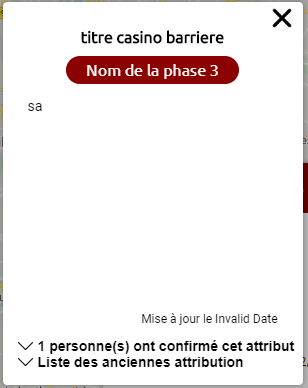 titre casino barriere
Nom de la phase 3
sa
Mise à jour le Invalid Date
1 personne(s) ont confirmé cet attribut
Liste des anciennes attribution